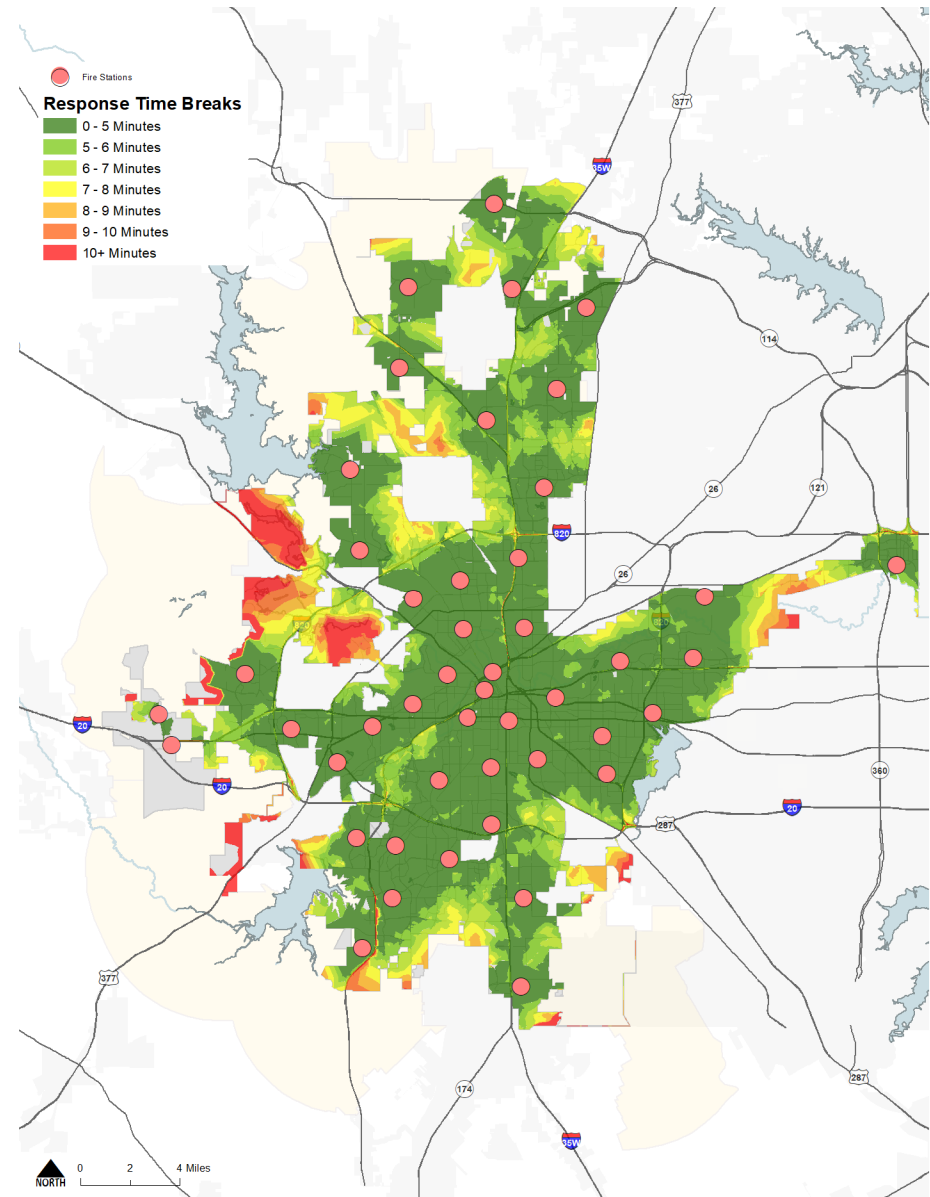 Fire Stations
Response Time Breaks
0 - 5 Minutes
5 - 6 Minutes
6 - 7 Minutes
7 - 8 Minutes
8 - 9 Minutes
9 - 10 Minutes
10+ Minutes
377
35W
114
26
121
820
26
820
820
20
20
360
20
287
377
174
287
35W
NORTH
0 2 4 Miles